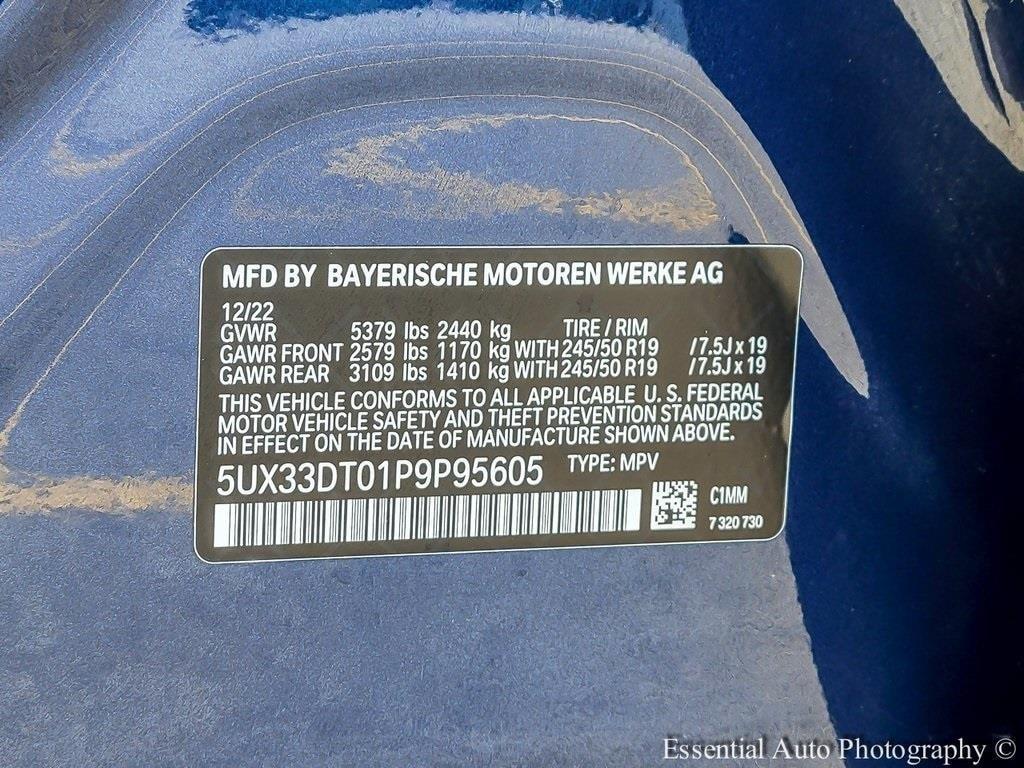 MFD BY BAYERISCHE MOTOREN WERKE AG
12/22
GVWR 5379 lbs 2440 kg TIRE / RIM
GAWR FRONT 2579 lbs 1170 kg WITH 245/50 R19 / 7.5J x 19
GAWR REAR 3109 lbs 1410 kg WITH 245/50 R19 / 7.5J x 19
THIS VEHICLE CONFORMS TO ALL APPLICABLE U. S. FEDERAL
MOTOR VEHICLE SAFETY AND THEFT PREVENTION STANDARDS
IN EFFECT ON THE DATE OF MANUFACTURE SHOWN ABOVE.
5UX33DT01P9P95605 TYPE: MPV
C1MM
7 320 730
Essential Auto Photography ©